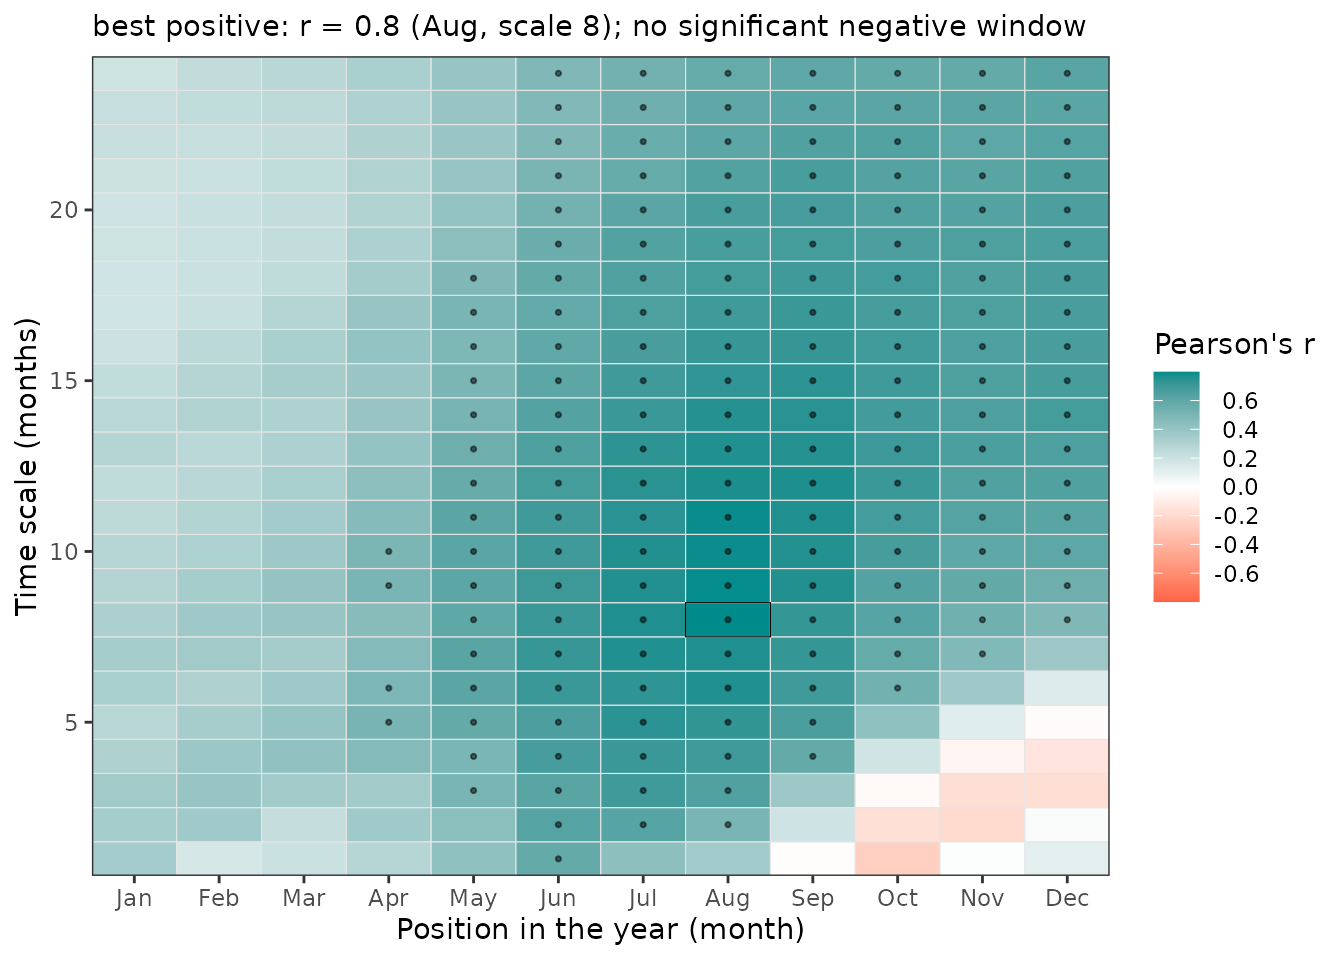 best positive: r = 0.8 (Aug, scale 8); no significant negative window
Time scale (months)
20
15
10
5
Jan Feb Mar Apr May Jun Jul Aug Sep Oct Nov Dec
Position in the year (month)
Pearson's r
0.6
0.4
0.2
0.0
-0.2
-0.4
-0.6